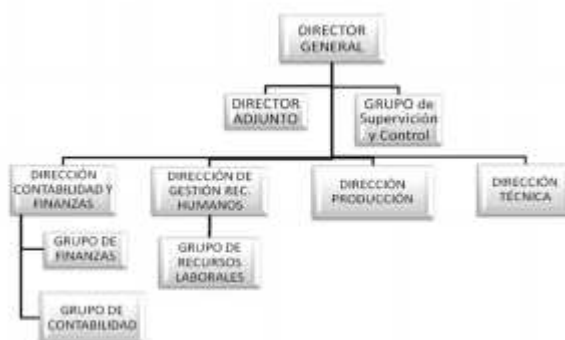 DIRECTOR
GENERAL
DIRECTOR
ADJUNTO
GRUPO de
Supervición
y Control
DIRECCIÓN
CONTABILIDAD Y
FINANZAS
DIRECCIÓN DE
GESTIÓN REC.
HUMANOS
DIRECCIÓN
PRODUCCIÓN
DIRECCIÓN
TÉCNICA
GRUPO DE
FINANZAS
GRUPO DE
RECURSOS
LABORALES
GRUPO DE
CONTABILIDAD